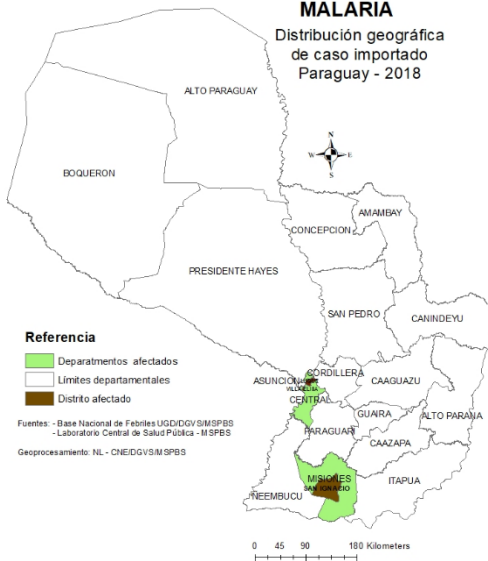 MALARIA
Distribución geográfica
de caso importado
Paraguay - 2018
ALTO PARAGUAY
N
W E
S
BOQUERON
AMAMBAY
CONCEPCION
PRESIDENTE HAYES
SAN PEDRO
CANINDEYU
Referencia
Deparatmentos afectados
Límites departamentales
Distrito afectado
Fuentes: - Base Nacional de Febriles UGD/DGVS/MSPBS
- Laboratorio Central de Salud Pública - MSPBS
Geoprocesamiento: NL - CNE/DGVS/MSPBS
CORDILLERA
ASUNCION
CAAGUAZU
VILLA ELISA
CENTRAL
GUAIRA
ALTO PARANA
PARAGUARI
CAAZAPA
MISIONES
ITAPUA
SAN IGNACIO
ÑEEMBUCU
0 45 90 180 Kilometers